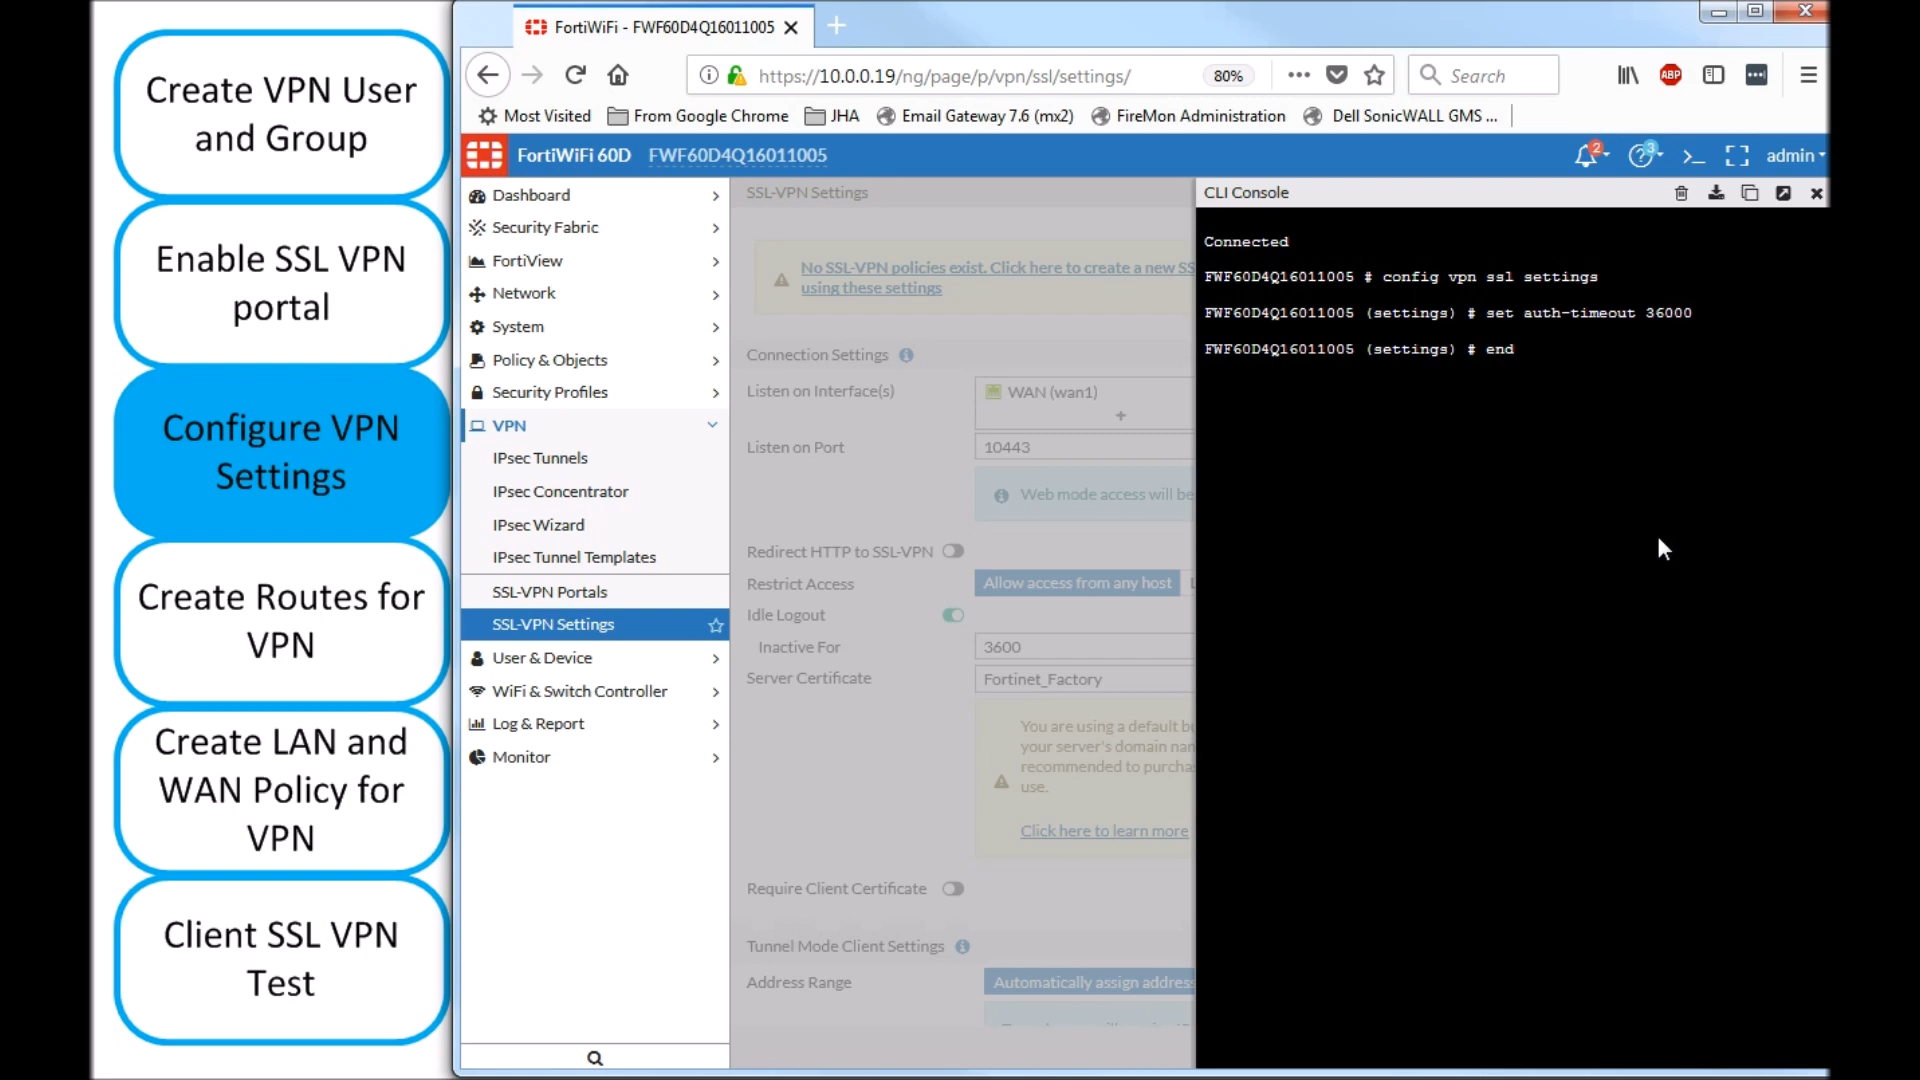 Create VPN User
and Group
Enable SSL VPN
portal
Configure VPN
Settings
Create Routes for
VPN
Create LAN and
WAN Policy for
VPN
Client SSL VPN
Test
FortiWiFi - FWF60D4Q16011005
https://10.0.0.19/ng/page/p/vpn/ssl/settings/
80%
Search
ABP
Most Visited
From Google Chrome
JHA
Email Gateway 7.6 (mx2)
FireMon Administration
Dell SonicWALL GMS ...
FortiWiFi 60D
FWF60D4Q16011005
2
3
admin
Dashboard
Security Fabric
FortiView
Network
System
Policy & Objects
Security Profiles
VPN
IPsec Tunnels
IPsec Concentrator
IPsec Wizard
IPsec Tunnel Templates
SSL-VPN Portals
SSL-VPN Settings
User & Device
WiFi & Switch Controller
Log & Report
Monitor
SSL-VPN Settings
No SSL-VPN policies exist. Click here to create a new SS
using these settings
Connection Settings
Listen on Interface(s)
WAN (wan1)
Listen on Port
10443
Web mode access will be
Redirect HTTP to SSL-VPN
Restrict Access
Allow access from any host
Idle Logout
Inactive For
3600
Server Certificate
Fortinet_Factory
You are using a default b
your server's domain nan
recommended to purcha
use.
Click here to learn more
Require Client Certificate
Tunnel Mode Client Settings
Address Range
Automatically assign address
CLI Console
Connected
FWF60D4Q16011005 # config vpn ssl settings
FWF60D4Q16011005 (settings) # set auth-timeout 36000
FWF60D4Q16011005 (settings) # end